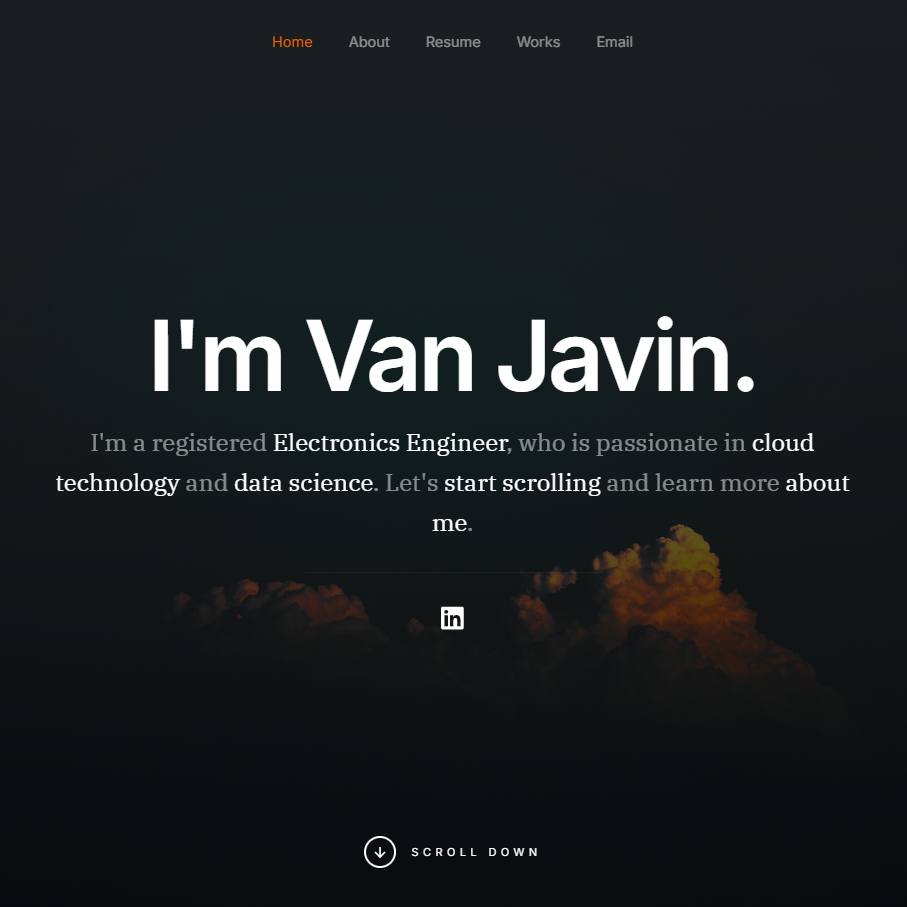 Home About Resume Works Email
I'm Van Javin.
I'm a registered Electronics Engineer, who is passionate in cloud
technology and data science. Let's start scrolling and learn more about
me.
in
SCROLL DOWN